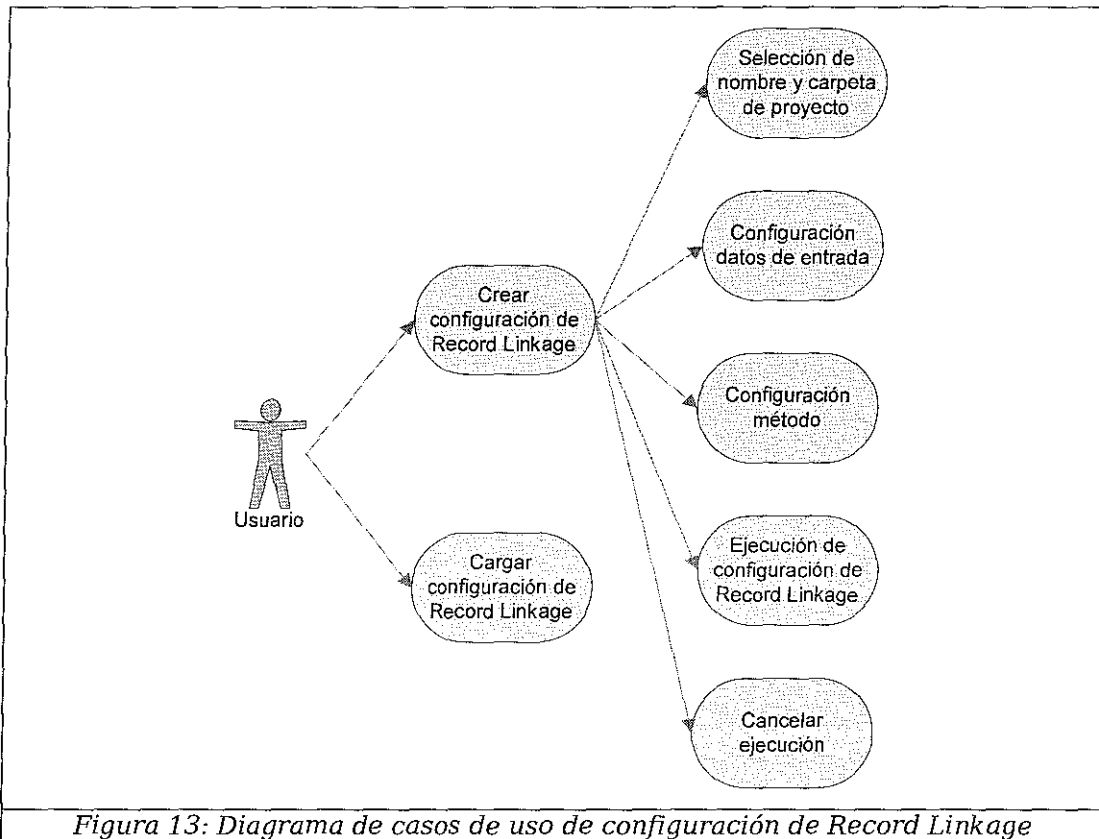 Selección de
nombre y carpeta
de proyecto
Configuración
datos de entrada
Crear
configuración de
Record Linkage
Configuración
método
Usuario
Ejecución de
configuración de
Record Linkage
Cargar
configuración de
Record Linkage
Cancelar
ejecución
Figura 13: Diagrama de casos de uso de configuración de Record Linkage